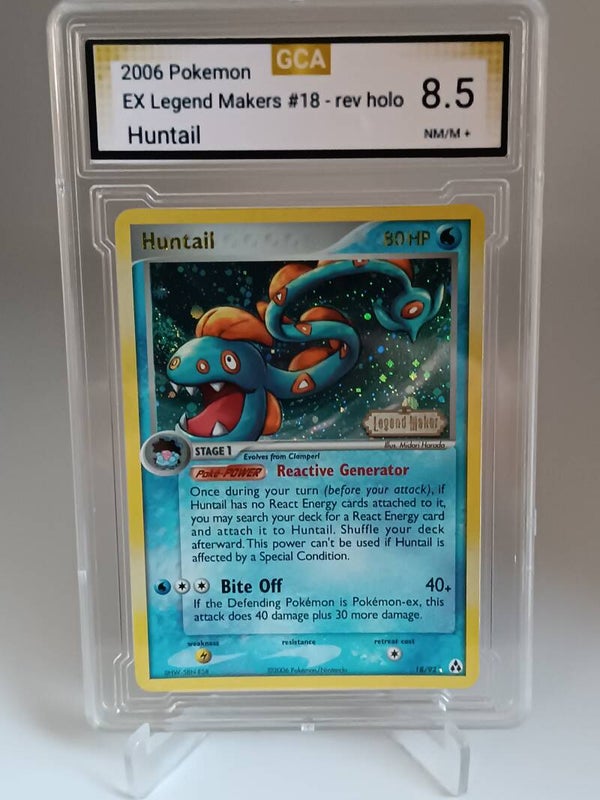 GCA
2006 Pokemon
EX Legend Makers #18 - rev holo
8.5
Huntail
NM/M +
Huntail
80 HP
Legend Maker
Illus. Midori Harada
STAGE 1
Evolves from Clamperl
Poké-POWER Reactive Generator
Once during your turn (before your attack), if
Huntail has no React Energy cards attached to it,
you may search your deck for a React Energy card
and attach it to Huntail. Shuffle your deck
afterward. This power can't be used if Huntail is
affected by a Special Condition.
Bite Off 40+
If the Defending Pokémon is Pokémon-ex, this
attack does 40 damage plus 30 more damage.
weakness resistance retreat cost
©2006 Pokémon/Nintendo
18/92